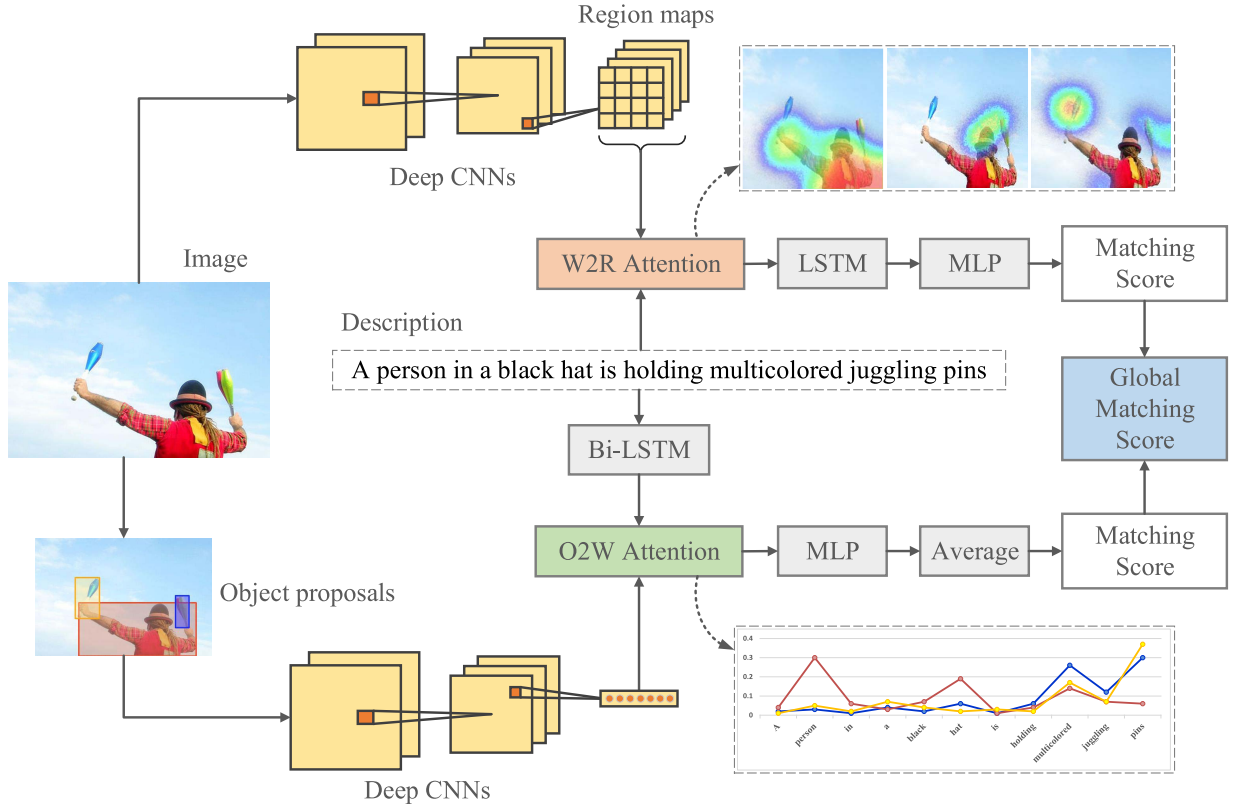 Region maps
Deep CNNs
Image
W2R Attention
LSTM
MLP
Matching
Score
Description
A person in a black hat is holding multicolored juggling pins
Global
Matching
Score
Bi-LSTM
O2W Attention
MLP
Average
Matching
Score
Object proposals
Deep CNNs
0.4
0.3
0.2
0.1
0
A
person
in
a
black
hat
is
holding
multicolored
juggling
pins